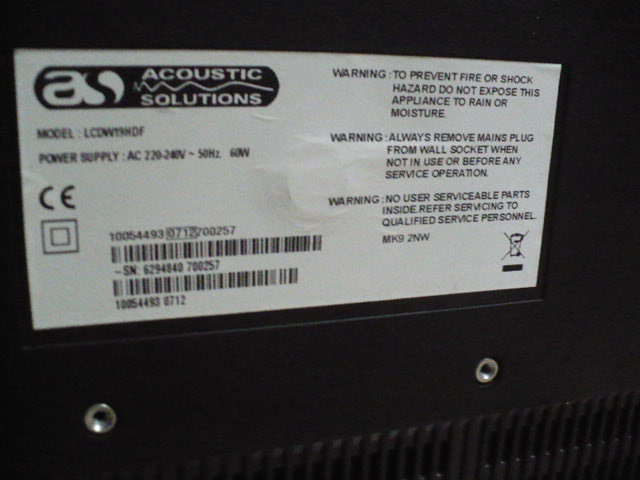 as ACOUSTIC
SOLUTIONS
MODEL : LCDW19HDF
POWER SUPPLY : AC 220-240V ~ 50Hz 60W
CE
10054493 0712 700257
-SN: 6294840 700257
10054493 0712
WARNING : TO PREVENT FIRE OR SHOCK
HAZARD DO NOT EXPOSE THIS
APPLIANCE TO RAIN OR
MOISTURE.
WARNING : ALWAYS REMOVE MAINS PLUG
FROM WALL SOCKET WHEN
NOT IN USE OR BEFORE ANY
SERVICE OPERATION.
WARNING : NO USER SERVICEABLE PARTS
INSIDE.REFER SERVICING TO
QUALIFIED SERVICE PERSONNEL.
MK9 2NW